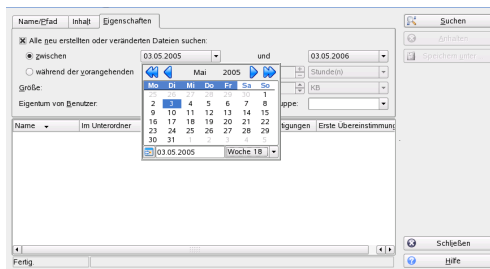 Name/Pfad Inhalt Eigenschaften
Alle neu erstellten oder veränderten Dateien suchen:
zwischen 03.05.2005 und 03.05.2006
während der vorangehenden Stunde(n)
Größe: KB
Eigentum von Benutzer: uppe:
Mai 2005
Mo Di Mi Do Fr Sa So
25 26 27 28 29 30 1
2 3 4 5 6 7 8
9 10 11 12 13 14 15
16 17 18 19 20 21 22
23 24 25 26 27 28 29
30 31 1 2 3 4 5
03.05.2005 Woche 18
Name Im Unterordner tigungen Erste Übereinstimmung
Fertig.
Suchen
Anhalten
Speichern unter
Schließen
Hilfe